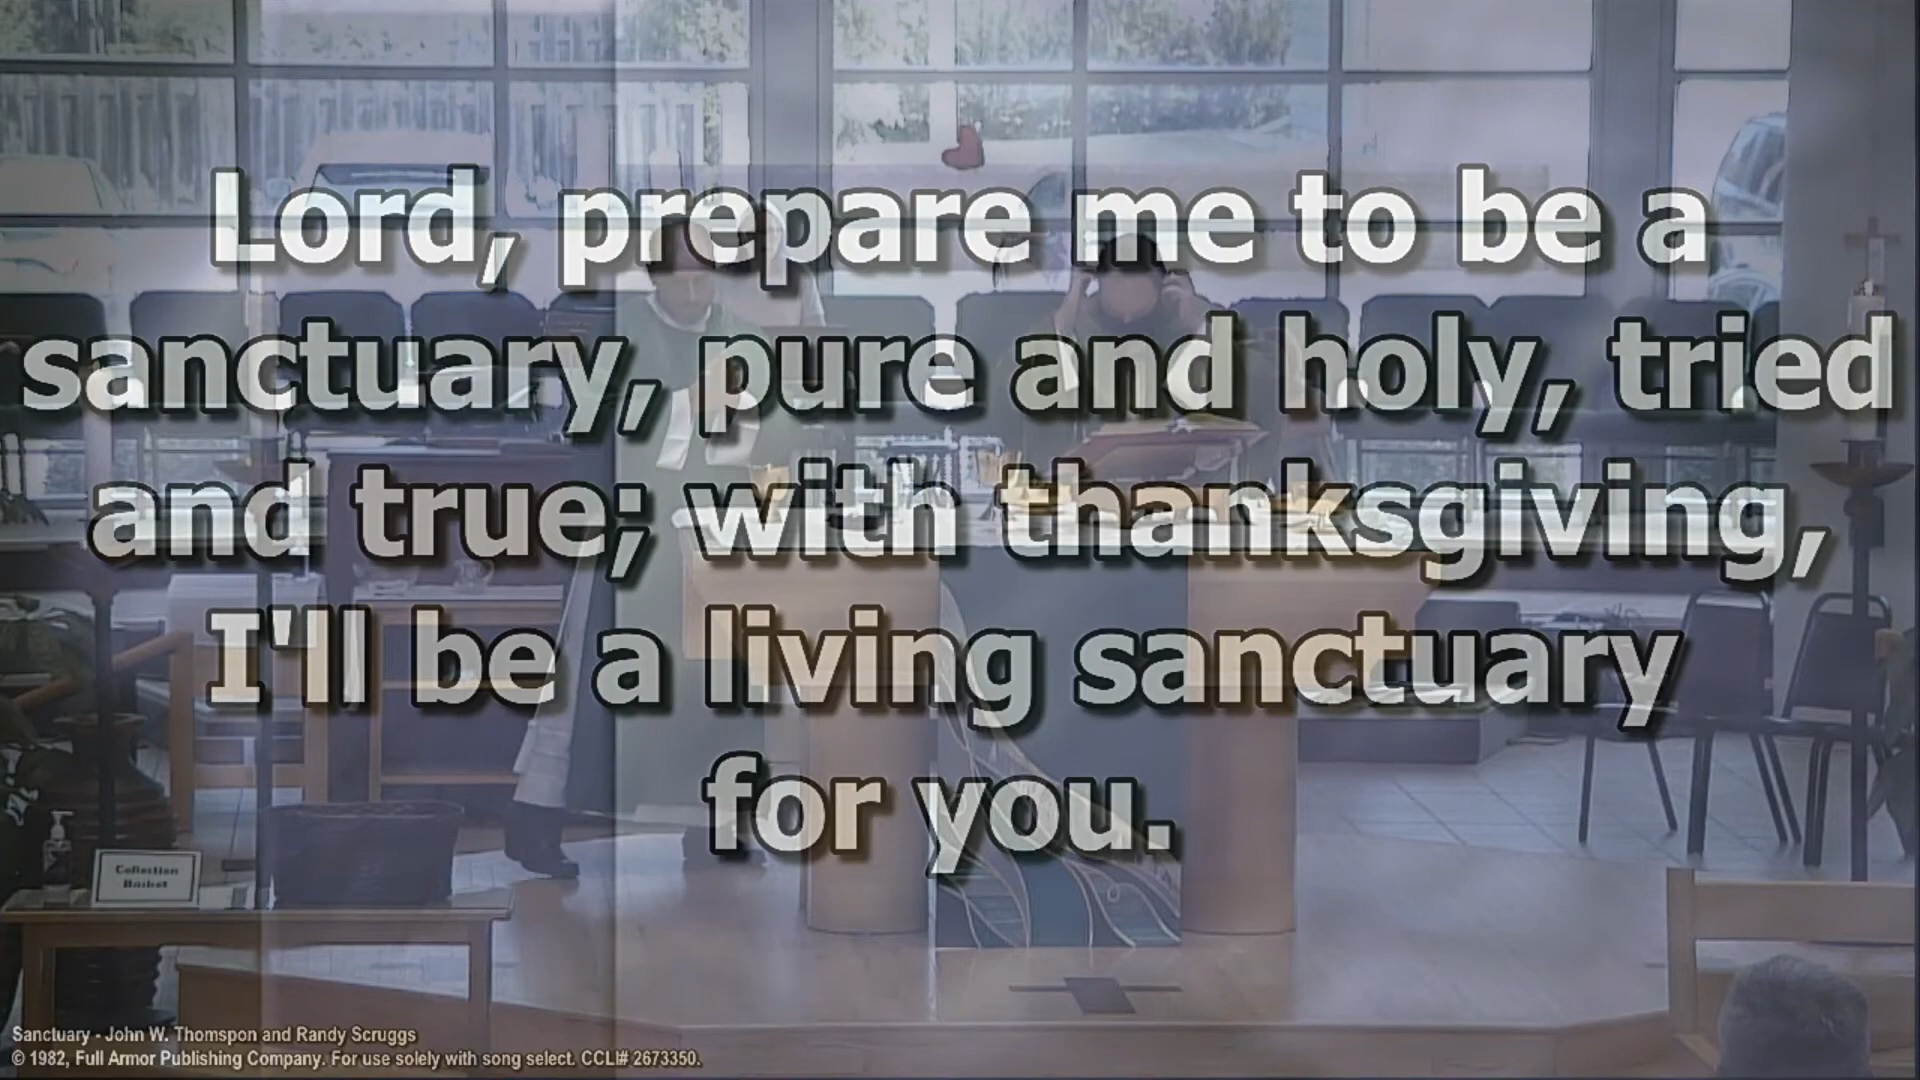 Lord, prepare me to be a
sanctuary, pure and holy, tried
and true; with thanksgiving,
I'll be a living sanctuary
for you.
Collection
Basket
Sanctuary - John W. Thomspon and Randy Scruggs
© 1982, Full Armor Publishing Company. For use solely with song select. CCLI# 2673350.